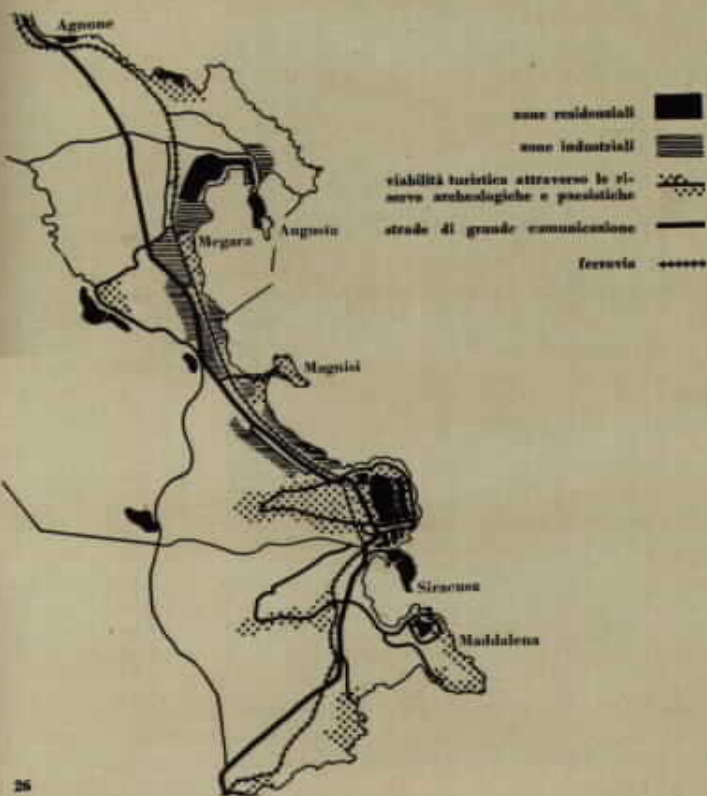 Agnone
zone residenziali
zone industriali
viabilità turistica attraverso le ri-
serve archeologiche e paesistiche
strade di grande comunicazione
ferrovia
Megara
Augusta
Magnisi
Siracusa
Maddalena
26